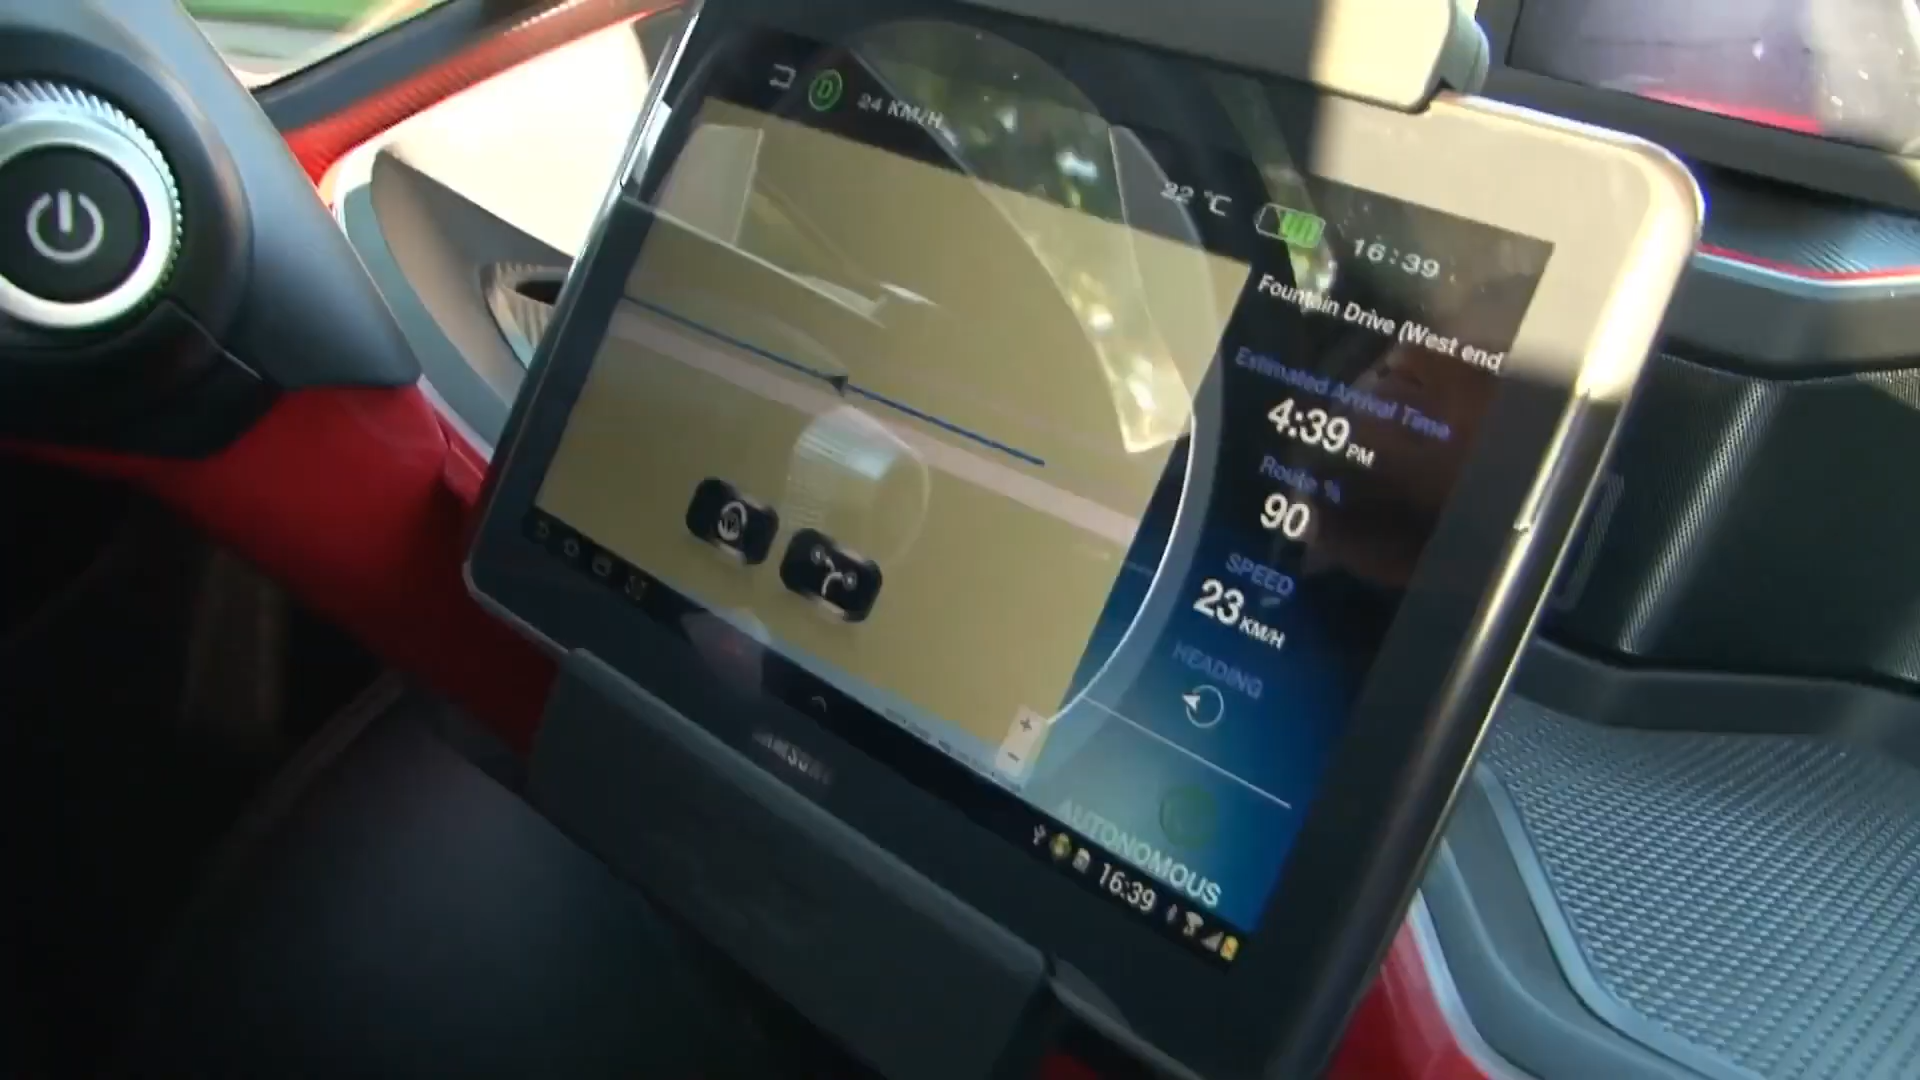 D 24 KM/H
22 °C
16:39
Fountain Drive (West end
Estimated Arrival Time
4:39 PM
Route %
90
SPEED
23 KM/H
HEADING
+
-
AUTONOMOUS
SAMSUNG
16:39